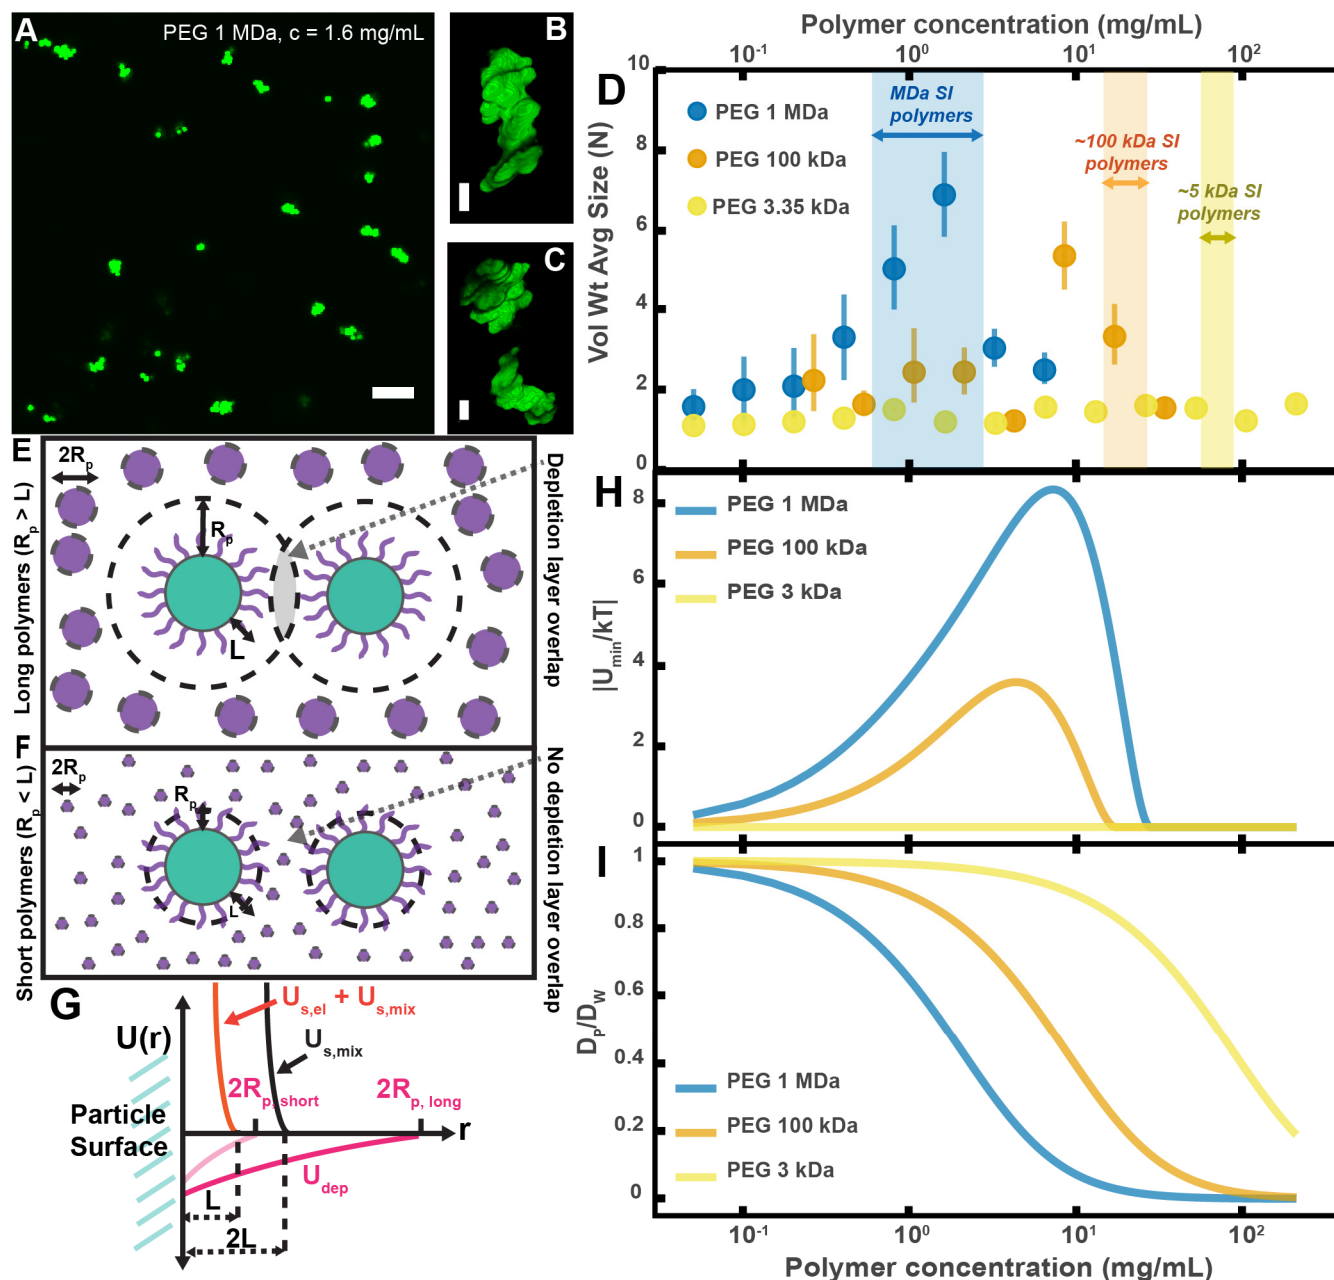 A
PEG 1 MDa, c = 1.6 mg/mL
B
C
Polymer concentration (mg/mL)
10-1
100
101
102
D
10
8
6
4
2
0
Vol Wt Avg Size (N)
PEG 1 MDa
PEG 100 kDa
PEG 3.35 kDa
MDa SI
polymers
~100 kDa SI
polymers
~5 kDa SI
polymers
E
Long polymers (Rp > L)
2Rp
Rp
L
Depletion layer overlap
F
Short polymers (Rp < L)
2Rp
Rp
L
No depletion layer overlap
G
U(r)
Us,el + Us,mix
Us,mix
2Rp,short
2Rp, long
r
Particle
Surface
Udep
L
2L
H
8
6
4
2
0
|Umin/kT|
PEG 1 MDa
PEG 100 kDa
PEG 3 kDa
I
1
0.8
0.6
0.4
0.2
0
Dp/Dw
PEG 1 MDa
PEG 100 kDa
PEG 3 kDa
10-1
100
101
102
Polymer concentration (mg/mL)